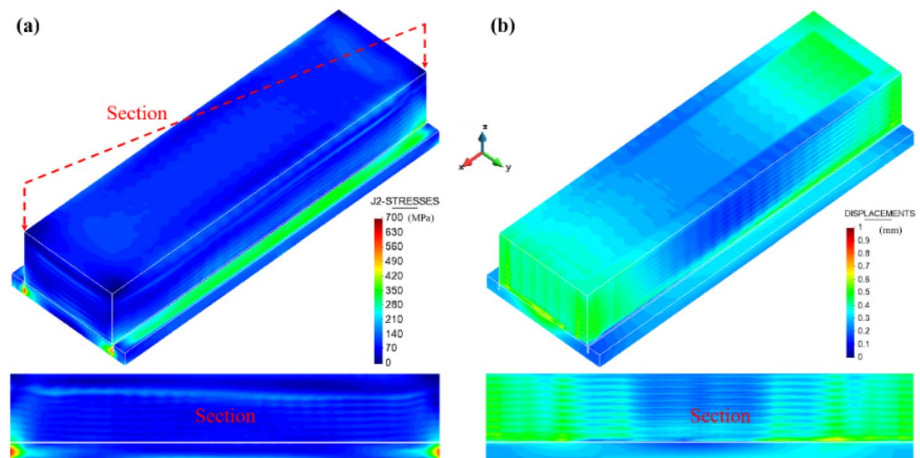 (a)
Section
J2-STRESSES
(MPa)
700
630
560
490
420
350
280
210
140
70
0
Section
z
x
y
(b)
DISPLACEMENTS
(mm)
1
0.9
0.8
0.7
0.6
0.5
0.4
0.3
0.2
0.1
0
Section